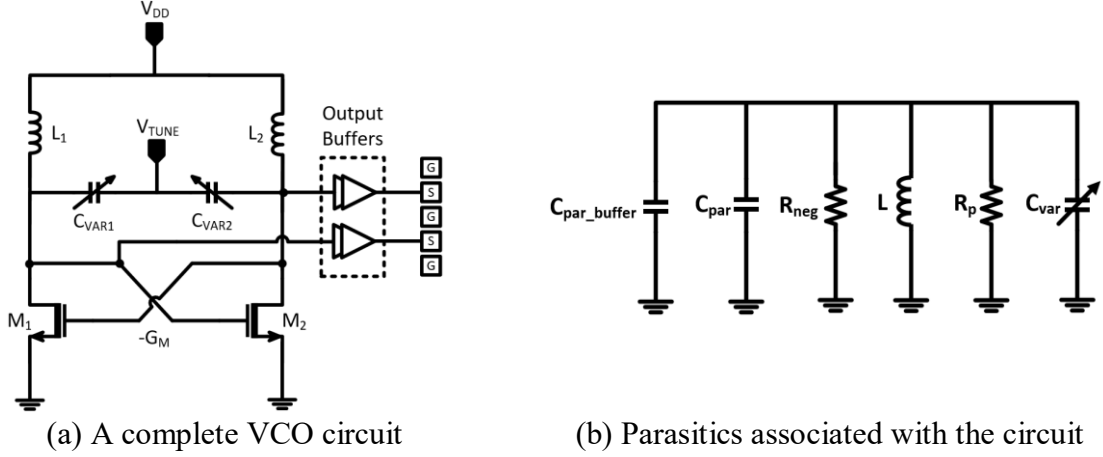 V_DD
L_1
L_2
Output
Buffers
V_TUNE
C_VAR1
C_VAR2
G
S
G
S
G
M_1
M_2
-G_M
(a) A complete VCO circuit
C_par_buffer
C_par
R_neg
L
R_p
C_var
(b) Parasitics associated with the circuit